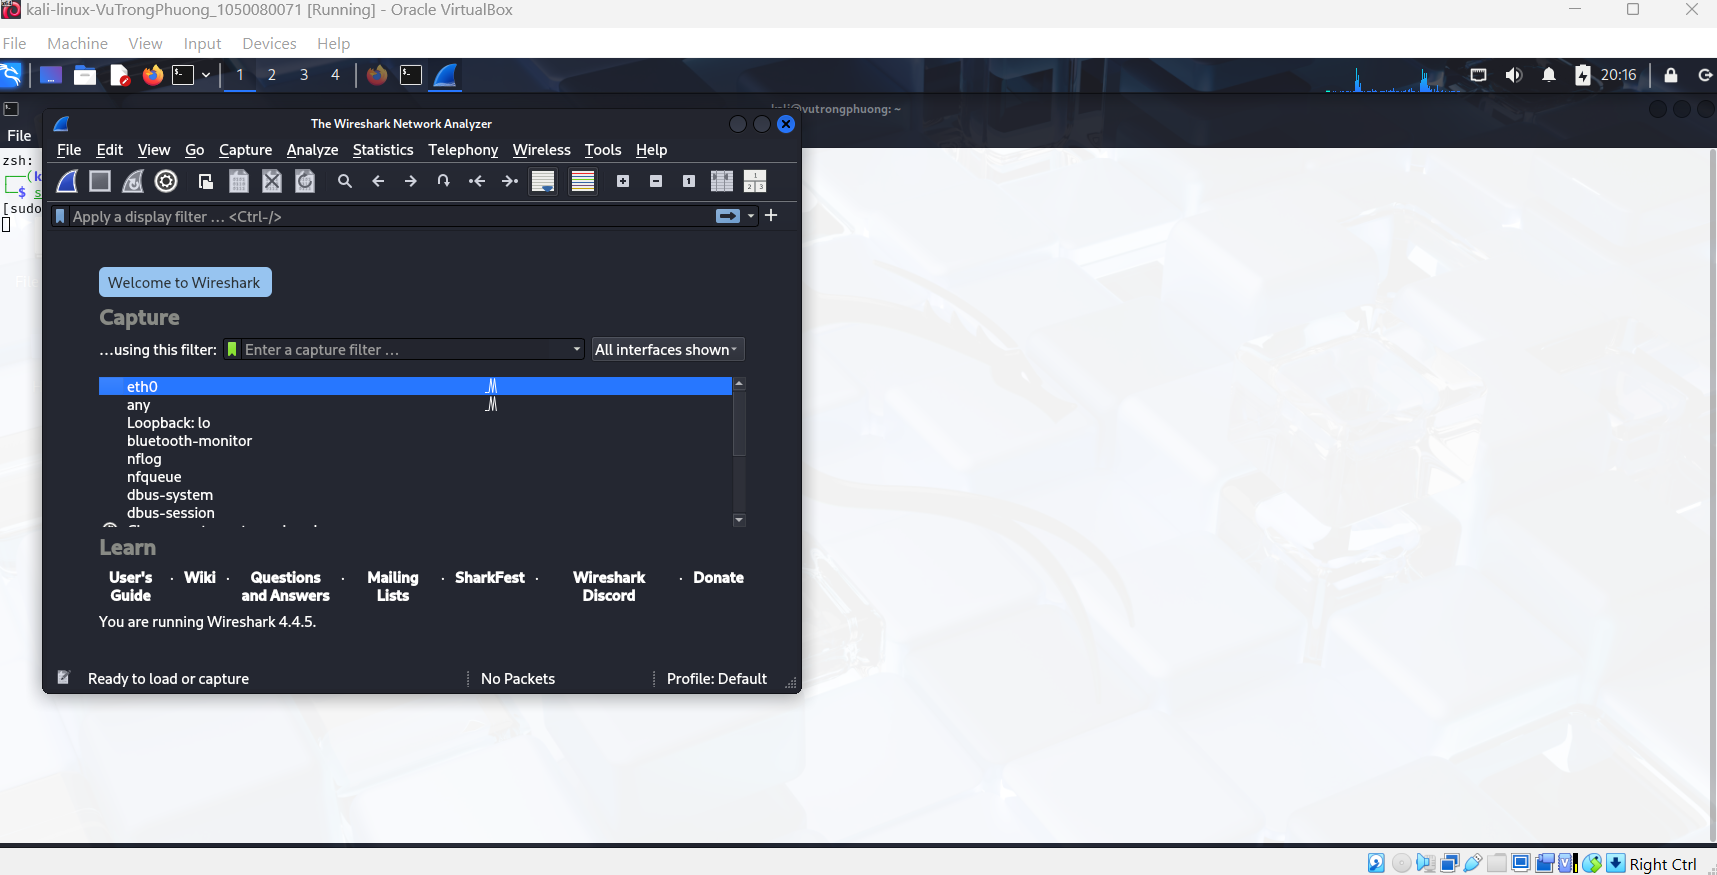 kali-linux-VuTrongPhuong_1050080071 [Running] - Oracle VirtualBox
File Machine View Input Devices Help
1 2 3 4 20:16
kali@vutrongphuong: ~
File
The Wireshark Network Analyzer
File Edit View Go Capture Analyze Statistics Telephony Wireless Tools Help
zsh:
$ s
[sudo
Apply a display filter … <Ctrl-/>
Welcome to Wireshark
Capture
…using this filter: Enter a capture filter … All interfaces shown
eth0
any
Loopback: lo
bluetooth-monitor
nflog
nfqueue
dbus-system
dbus-session
Learn
User's Guide · Wiki · Questions and Answers · Mailing Lists · SharkFest · Wireshark Discord · Donate
You are running Wireshark 4.4.5.
Ready to load or capture No Packets Profile: Default
Right Ctrl